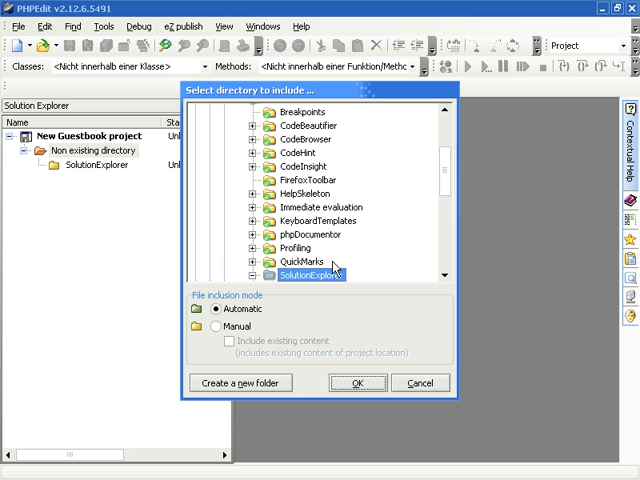 PHPEdit v2.12.6.5491
File Edit Find Tools Debug eZ publish View Windows Help
Project
Classes: <Nicht innerhalb einer Klasse> Methods: <Nicht innerhalb einer Funktion/Methc
Solution Explorer
Name Sta
New Guestbook project Unl
Non existing directory
SolutionExplorer Unl
Select directory to include ...
Breakpoints
CodeBeautifier
CodeBrowser
CodeHint
CodeInsight
FirefoxToolbar
HelpSkeleton
Immediate evaluation
KeyboardTemplates
phpDocumentor
Profiling
QuickMarks
SolutionExplorer
File inclusion mode
Automatic
Manual
Include existing content
(includes existing content of project location)
Create a new folder OK Cancel
Contextual Help